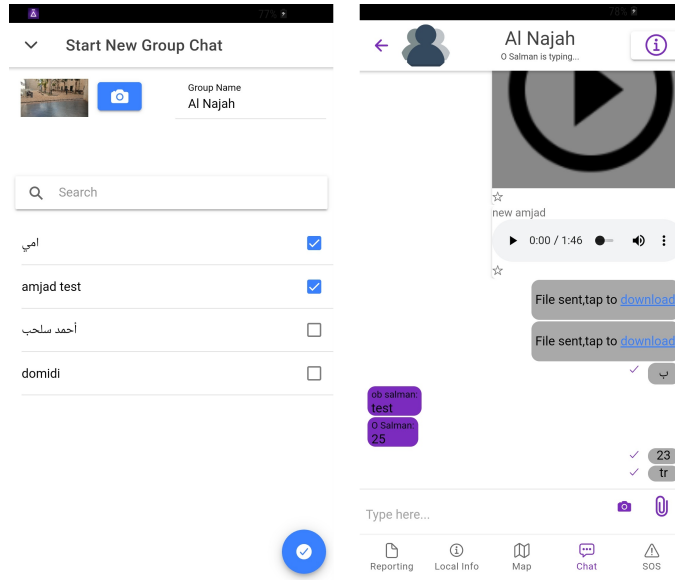 77%
Start New Group Chat
Group Name
Al Najah
Search
امي
amjad test
أحمد سلحب
domidi
78%
Al Najah
O Salman is typing...
new amjad
0:00 / 1:46
File sent,tap to download
File sent,tap to download
ب
ob salman:
test
O Salman:
25
23
tr
Type here...
Reporting
Local Info
Map
Chat
SOS